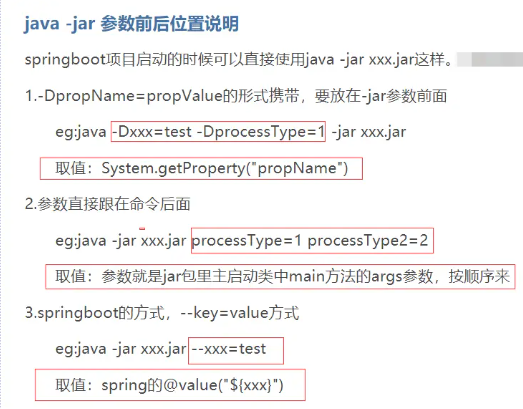 java -jar 参数前后位置说明
springboot项目启动的时候可以直接使用java -jar xxx.jar这样。
1.-DpropName=propValue的形式携带，要放在-jar参数前面
eg:java -Dxxx=test -DprocessType=1 -jar xxx.jar
取值：System.getProperty("propName")
2.参数直接跟在命令后面
eg:java -jar xxx.jar processType=1 processType2=2
取值：参数就是jar包里主启动类中main方法的args参数，按顺序来
3.springboot的方式，--key=value方式
eg:java -jar xxx.jar --xxx=test
取值：spring的@value("${xxx}")